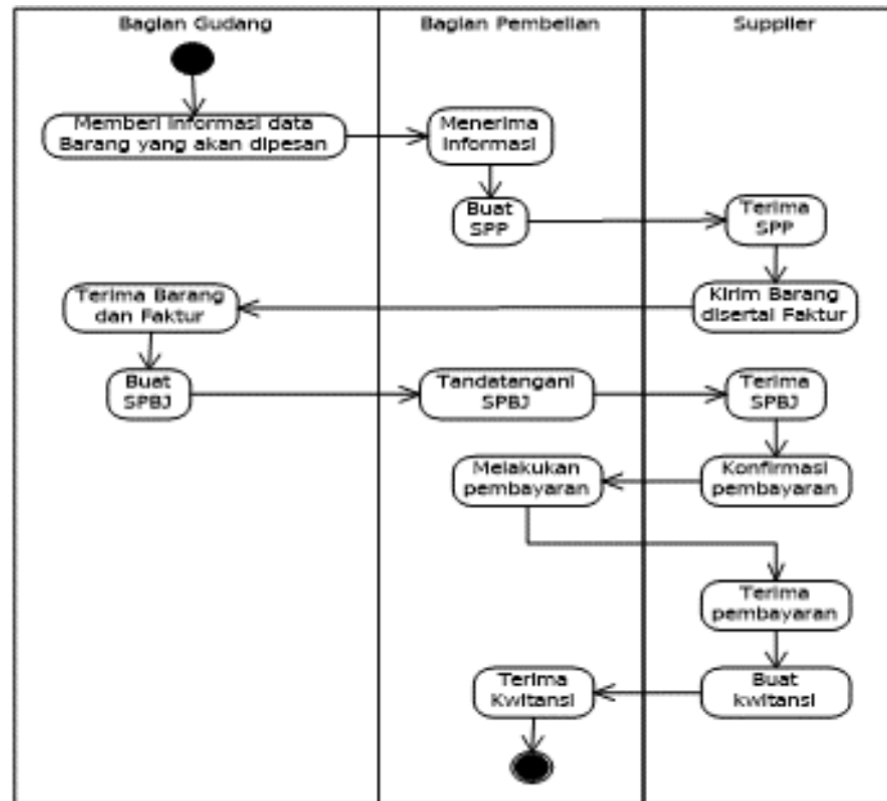 Bagian Gudang
Bagian Pembelian
Supplier
Memberi informasi data
Barang yang akan dipesan
Menerima
informasi
Buat
SPP
Terima
SPP
Kirim Barang
disertai Faktur
Terima Barang
dan Faktur
Buat
SPBJ
Tandatangani
SPBJ
Terima
SPBJ
Konfirmasi
pembayaran
Melakukan
pembayaran
Terima
pembayaran
Buat
kwitansi
Terima
Kwitansi